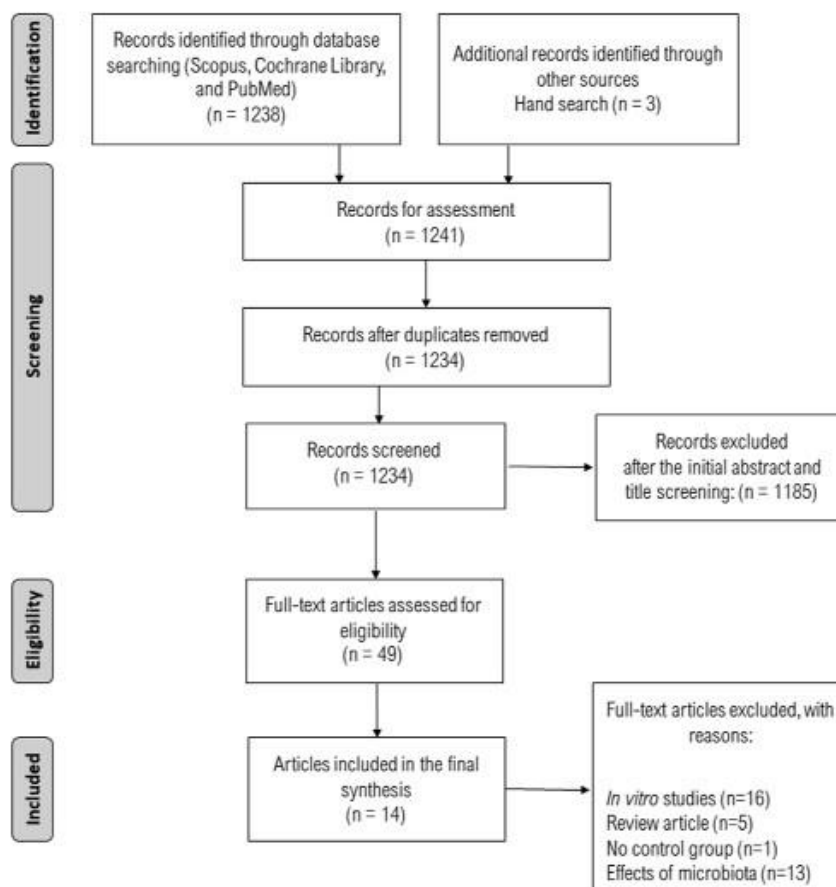 Identification
Records identified through database
searching (Scopus, Cochrane Library,
and PubMed)
(n = 1238)
Additional records identified through
other sources
Hand search (n = 3)
Screening
Records for assessment
(n = 1241)
Records after duplicates removed
(n = 1234)
Records screened
(n = 1234)
Records excluded
after the initial abstract and
title screening: (n = 1185)
Eligibility
Full-text articles assessed for
eligibility
(n = 49)
Included
Articles included in the final
synthesis
(n = 14)
Full-text articles excluded, with
reasons:
In vitro studies (n=16)
Review article (n=5)
No control group (n=1)
Effects of microbiota (n=13)